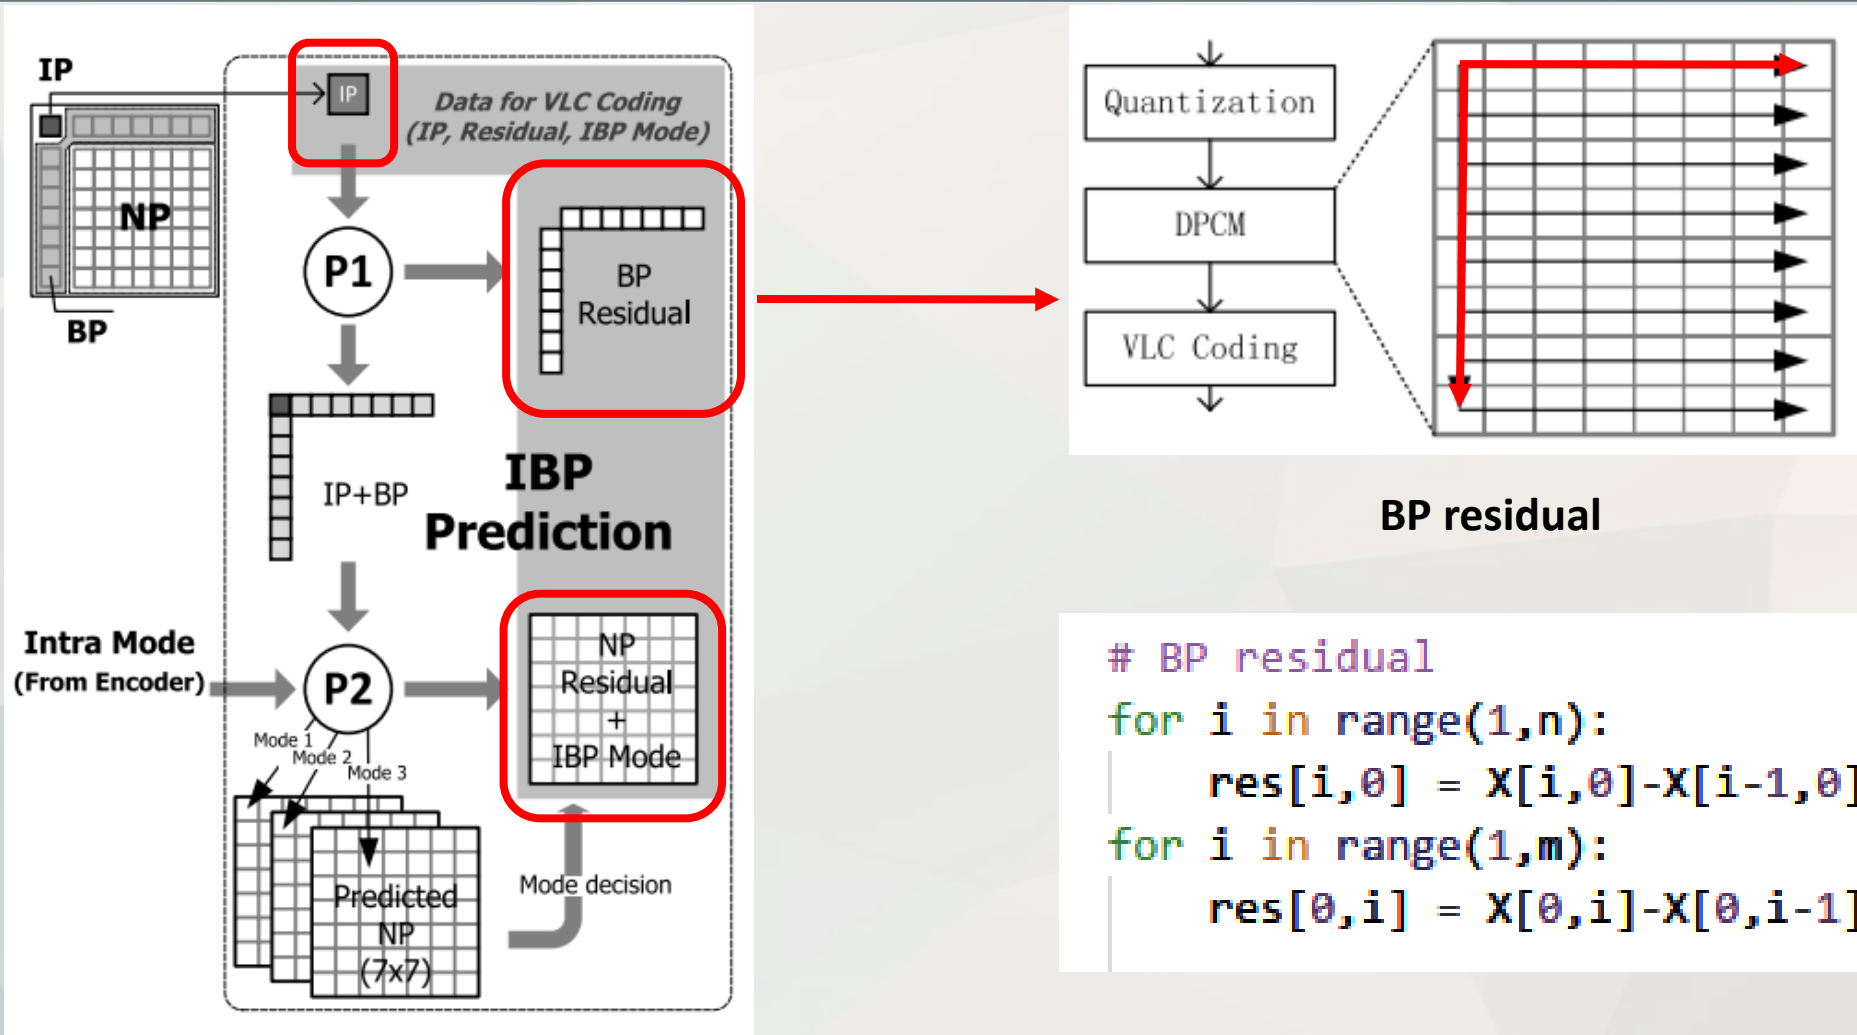 IP
IP
Data for VLC Coding
(IP, Residual, IBP Mode)
NP
BP
P1
BP
Residual
IP+BP
IBP
Prediction
Intra Mode
(From Encoder)
P2
NP
Residual
+
IBP Mode
Mode 1
Mode 2
Mode 3
Predicted
NP
(7x7)
Mode decision
Quantization
DPCM
VLC Coding
BP residual
# BP residual
for i in range(1,n):
res[i,0] = X[i,0]-X[i-1,0]
for i in range(1,m):
res[0,i] = X[0,i]-X[0,i-1]